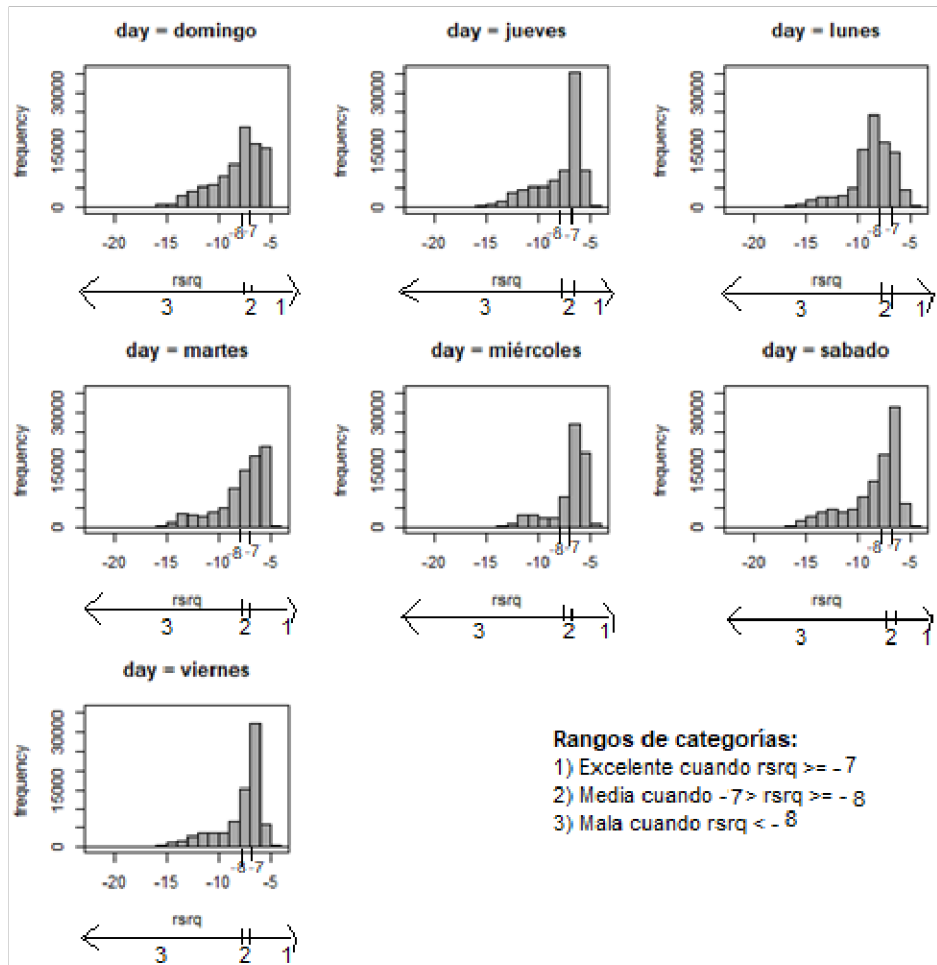 day = domingo
frequency
0 15000 30000
-20 -15 -10 -8 -7 -5
rsrq
3 2 1
day = jueves
frequency
0 15000 30000
-20 -15 -10 -8 -7 -5
rsrq
3 2 1
day = lunes
frequency
0 15000 30000
-20 -15 -10 -8 -7 -5
rsrq
3 2 1
day = martes
frequency
0 15000 30000
-20 -15 -10 -8 -7 -5
rsrq
3 2 1
day = miércoles
frequency
0 15000 30000
-20 -15 -10 -8 -7 -5
rsrq
3 2 1
day = sabado
frequency
0 15000 30000
-20 -15 -10 -8 -7 -5
rsrq
3 2 1
day = viernes
frequency
0 15000 30000
-20 -15 -10 -8 -7 -5
rsrq
3 2 1
Rangos de categorías:
1) Excelente cuando rsrq >= -7
2) Media cuando -7> rsrq >= -8
3) Mala cuando rsrq < -8